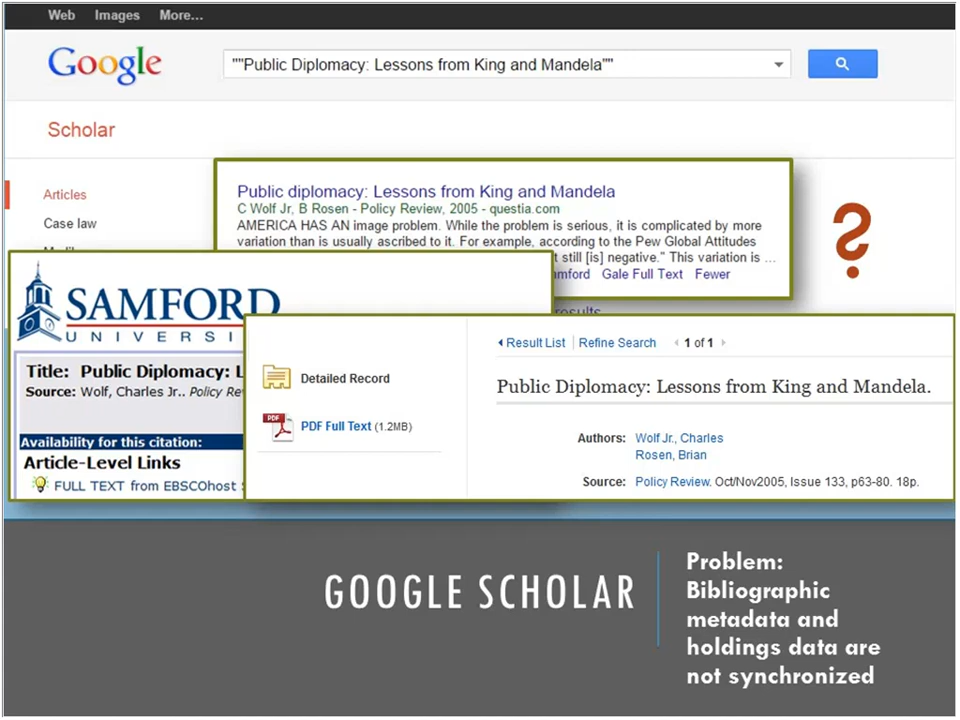 Web Images More...
Google
""Public Diplomacy: Lessons from King and Mandela""
Scholar
Articles
Case law
Public diplomacy: Lessons from King and Mandela
C Wolf Jr, B Rosen - Policy Review, 2005 - questia.com
AMERICA HAS AN image problem. While the problem is serious, it is complicated by more
variation than is usually ascribed to it. For example, according to the Pew Global Attitudes
t still [is] negative." This variation is ...
mford Gale Full Text Fewer
results
?
SAMFORD
UNIVERSI
Title: Public Diplomacy: L
Source: Wolf, Charles Jr.. Policy Re
Availability for this citation:
Article-Level Links
FULL TEXT from EBSCOhost
Detailed Record
PDF
PDF Full Text (1.2MB)
Result List Refine Search 1 of 1
Public Diplomacy: Lessons from King and Mandela.
Authors: Wolf Jr., Charles
Rosen, Brian
Source: Policy Review. Oct/Nov2005, Issue 133, p63-80. 18p.
GOOGLE SCHOLAR
Problem:
Bibliographic
metadata and
holdings data are
not synchronized